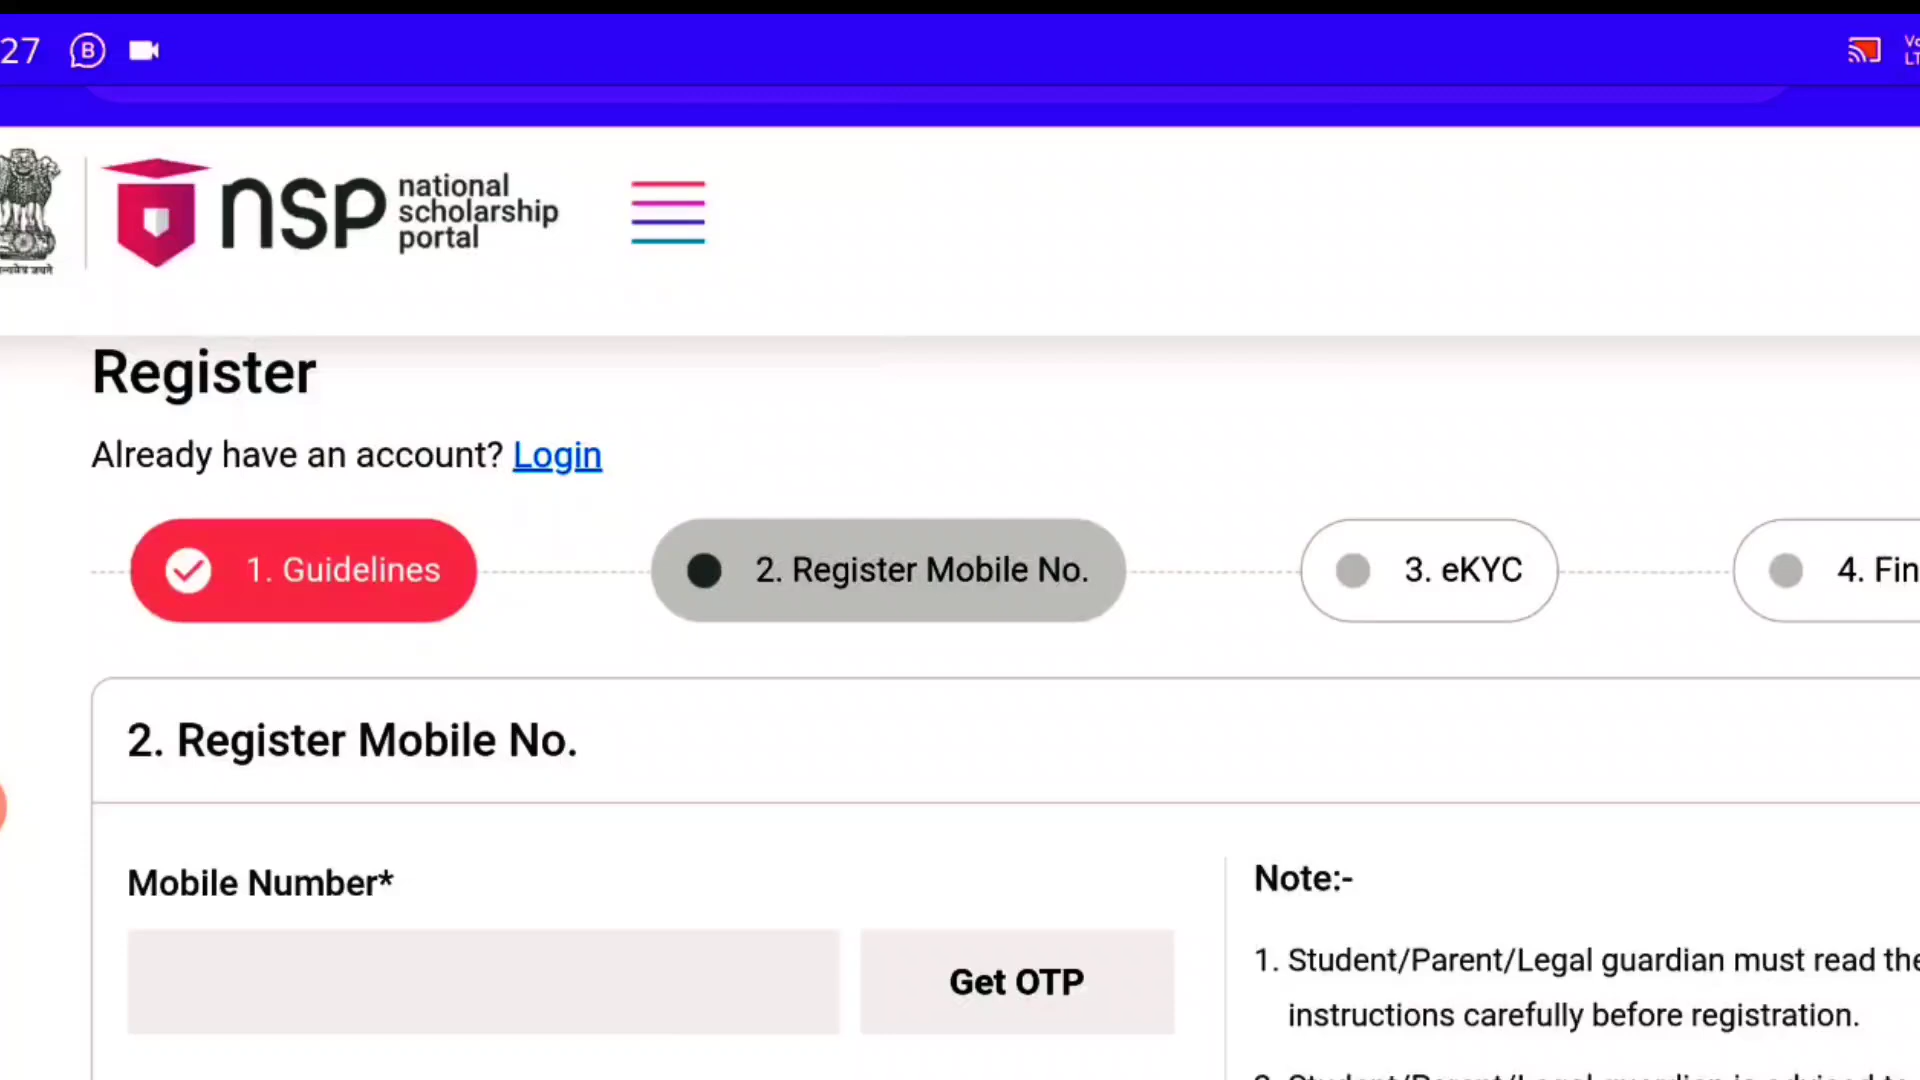 27
nsp
national
scholarship
portal
Register
Already have an account? Login
1. Guidelines
2. Register Mobile No.
3. eKYC
4. Fin
2. Register Mobile No.
Mobile Number*
Get OTP
Note:-
1. Student/Parent/Legal guardian must read the
instructions carefully before registration.